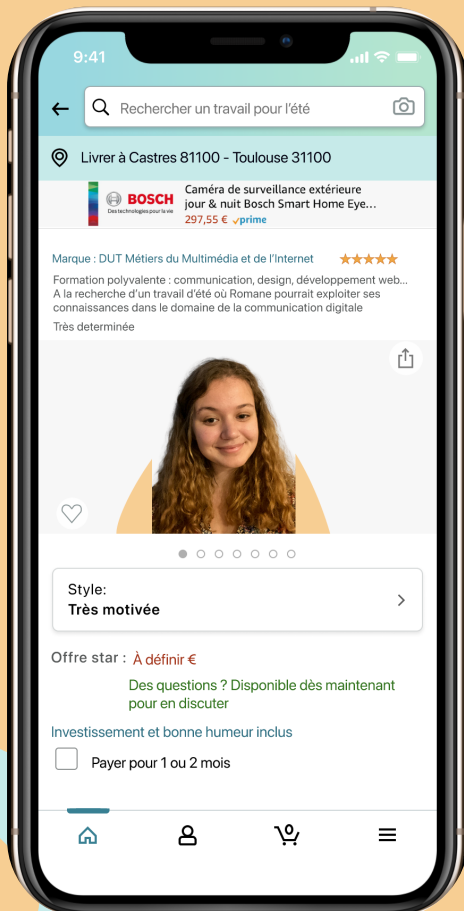 9:41
Rechercher un travail pour l'été
Livrer à Castres 81100 - Toulouse 31100
BOSCH
Des technologies pour la vie
Caméra de surveillance extérieure
jour & nuit Bosch Smart Home Eye...
297,55 € prime
Marque : DUT Métiers du Multimédia et de l'Internet
Formation polyvalente : communication, design, développement web...
A la recherche d'un travail d'été où Romane pourrait exploiter ses
connaissances dans le domaine de la communication digitale
Très determinée
Style:
Très motivée
Offre star : À définir €
Des questions ? Disponible dès maintenant
pour en discuter
Investissement et bonne humeur inclus
Payer pour 1 ou 2 mois
0